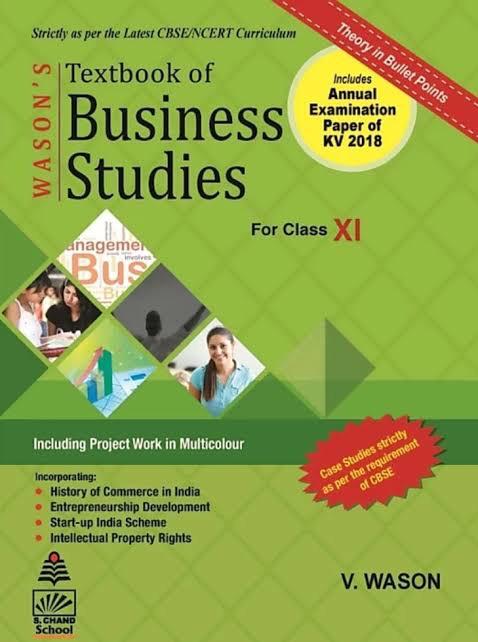 Strictly as per the Latest CBSE/NCERT Curriculum
Theory in Bullet Points
WASON'S
Textbook of
Business
Studies
Includes
Annual
Examination
Paper of
KV 2018
For Class XI
anagemen
involves
Bus
Bu
Including Project Work in Multicolour
Case Studies strictly
as per the requirement
of CBSE
Incorporating:
• History of Commerce in India
• Entrepreneurship Development
• Start-up India Scheme
• Intellectual Property Rights
S. CHAND
School
V. WASON